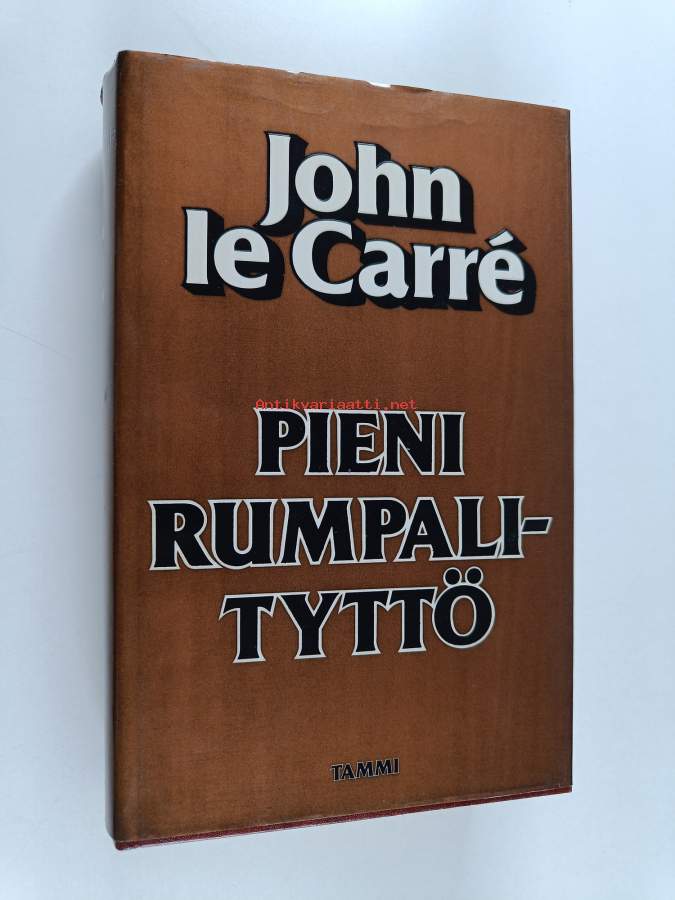 John
le Carré
Antikvariaatti.net
PIENI
RUMPALI-
TYTTÖ
TAMMI